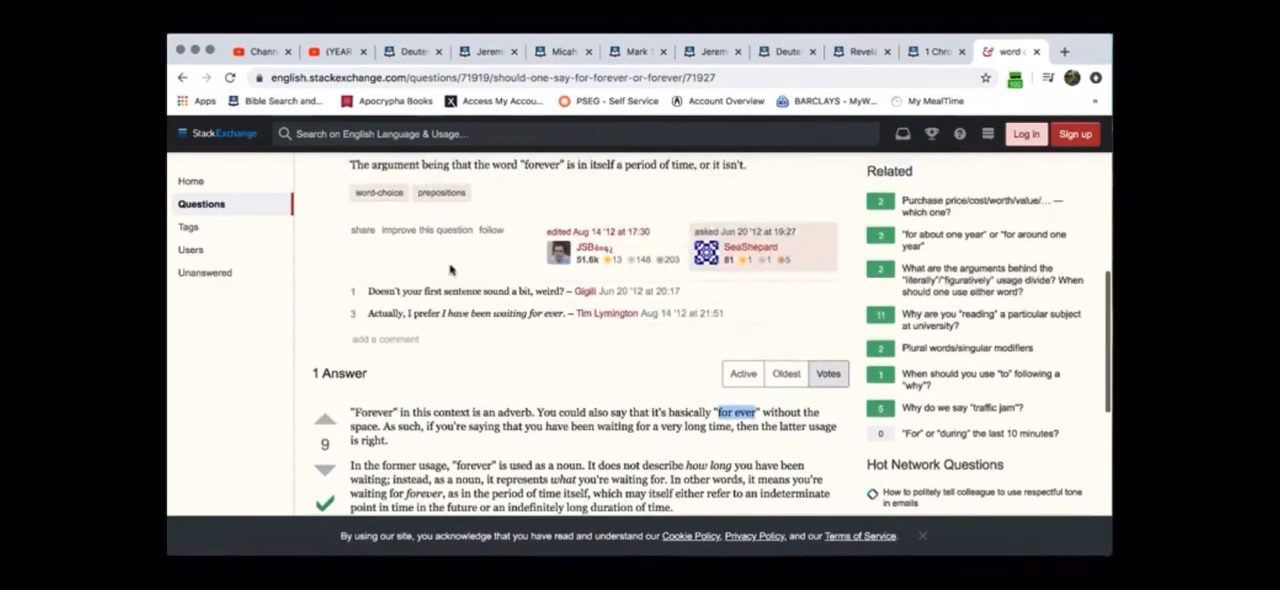 Chann
(YEAR
Deute
Jerem
Micah
Mark
Jerem
Deute
Revela
1 Chro
word c
english.stackexchange.com/questions/71919/should-one-say-for-forever-or-forever/71927
100
Apps
Bible Search and...
Apocrypha Books
Access My Accou...
PSEG - Self Service
Account Overview
BARCLAYS - MyW...
My MealTime
»
StackExchange
Search on English Language & Usage...
Log in
Sign up
Home
Questions
Tags
Users
Unanswered
The argument being that the word "forever" is in itself a period of time, or it isn't.
word-choice
prepositions
share improve this question follow
edited Aug 14 '12 at 17:30
51.6k 13 148 203
asked Jun 20 '12 at 19:27
SeaShepard
81 1 1 5
1 Doesn't your first sentence sound a bit, weird? – Gigili Jun 20 '12 at 20:17
3 Actually, I prefer I have been waiting for ever. – Tim Lymington Aug 14 '12 at 21:51
add a comment
1 Answer
Active
Oldest
Votes
9
"Forever" in this context is an adverb. You could also say that it's basically "for ever" without the
space. As such, if you're saying that you have been waiting for a very long time, then the latter usage
is right.
In the former usage, "forever" is used as a noun. It does not describe how long you have been
waiting; instead, as a noun, it represents what you're waiting for. In other words, it means you're
waiting for forever, as in the period of time itself, which may itself either refer to an indeterminate
point in time in the future or an indefinitely long duration of time.
Related
2 Purchase price/cost/worth/value/... —
which one?
3 "for about one year" or "for around one
year"
2 What are the arguments behind the
"literally"/"figuratively" usage divide? When
should one use either word?
11 Why are you "reading" a particular subject
at university?
2 Plural words/singular modifiers
1 When should you use "to" following a
"why"?
5 Why do we say "traffic jam"?
0 "For" or "during" the last 10 minutes?
Hot Network Questions
How to politely tell colleague to use respectful tone
in emails
By using our site, you acknowledge that you have read and understand our Cookie Policy, Privacy Policy, and our Terms of Service.